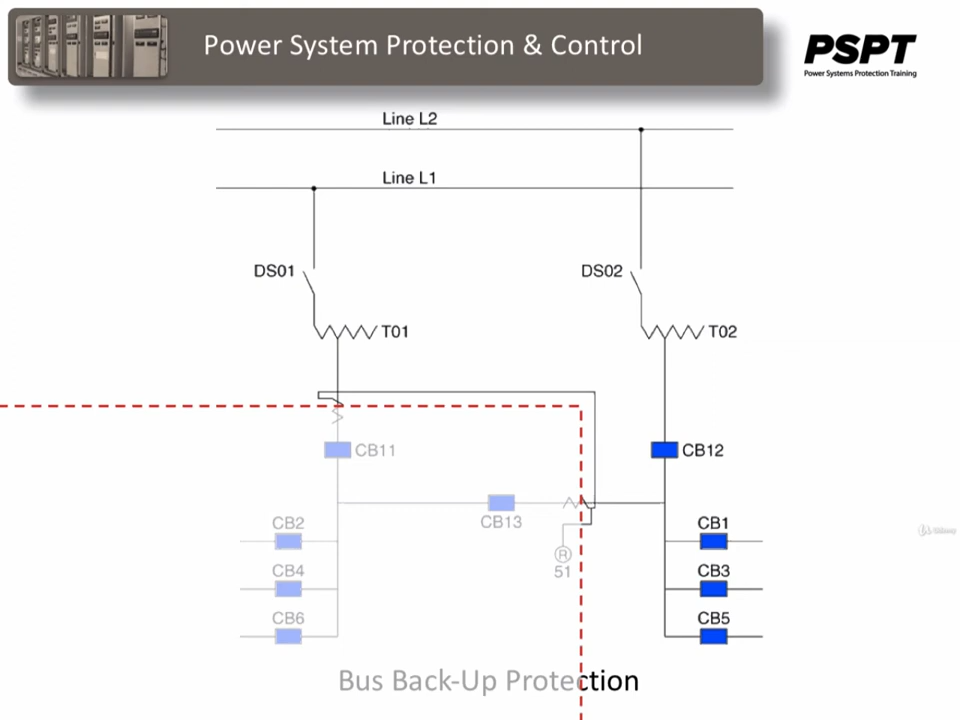 Power System Protection & Control
PSPT
Power Systems Protection Training
Line L2
Line L1
DS01
DS02
T01
T02
CB11
CB12
CB13
CB2
CB1
51
R
CB4
CB3
CB6
CB5
Bus Back-Up Protection